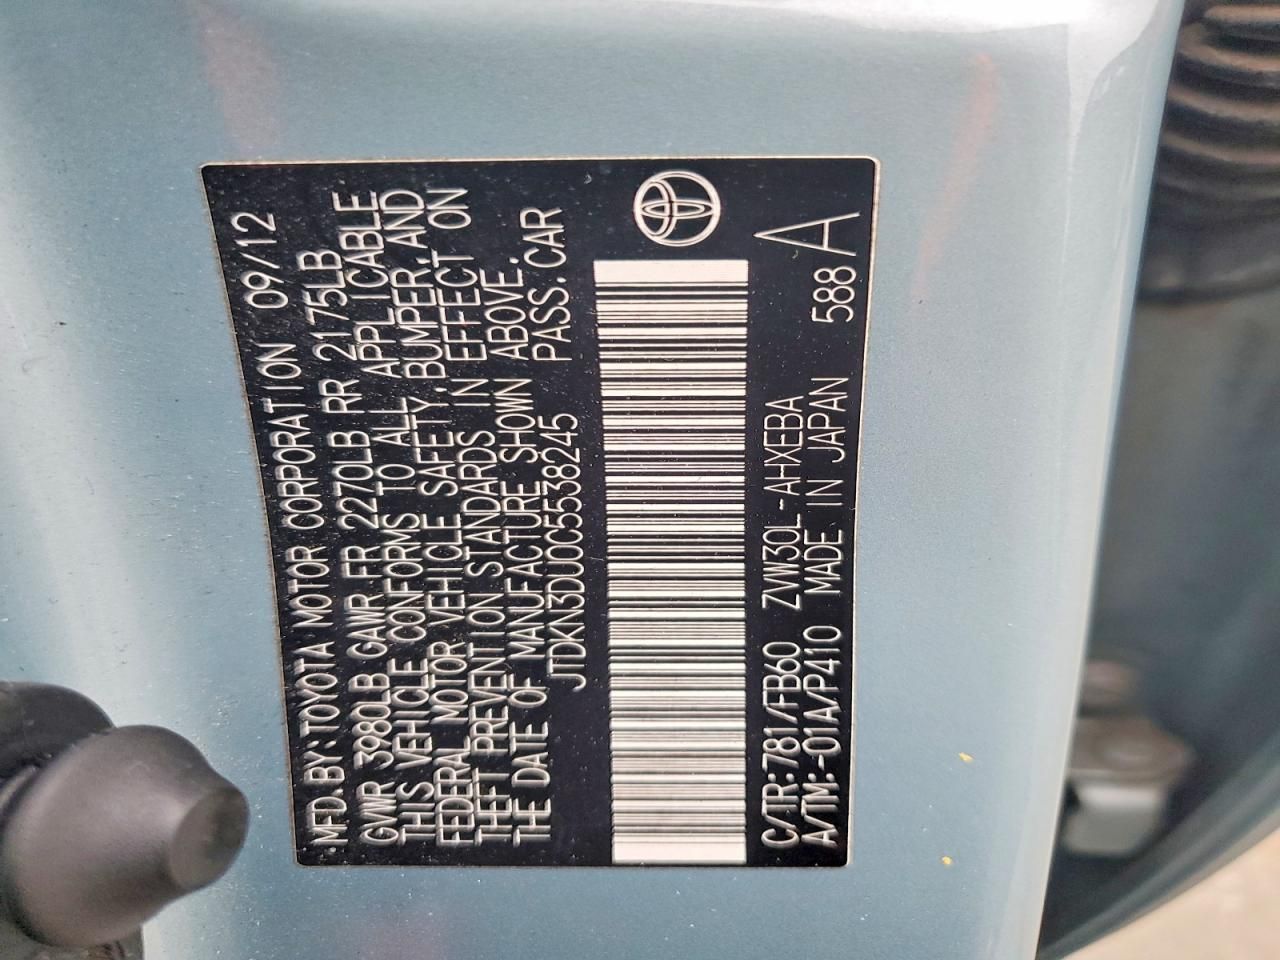 MFD.BY:TOYOTA MOTOR CORPORATION 09/12
GVWR 3980LB GAWR FR 2270LB RR 2175LB
THIS VEHICLE CONFORMS TO ALL APPLICABLE
FEDERAL MOTOR VEHICLE SAFETY,BUMPER,AND
THEFT PREVENTION STANDARDS IN EFFECT ON
THE DATE OF MANUFACTURE SHOWN ABOVE.
JTDKN3DU0C5538245 PASS.CAR
C/TR:781/FB60 ZVW30L-AHXEBA A
A/TM:-01A/P410 MADE IN JAPAN 588